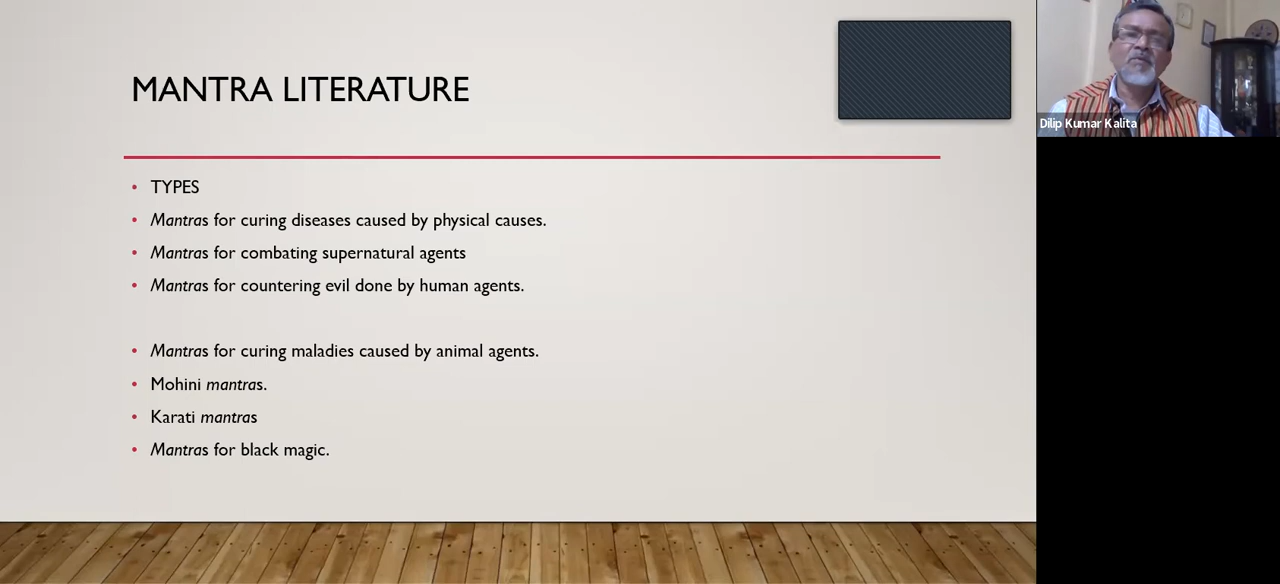 MANTRA LITERATURE
Dilip Kumar Kalita
• TYPES
• Mantras for curing diseases caused by physical causes.
• Mantras for combating supernatural agents
• Mantras for countering evil done by human agents.
• Mantras for curing maladies caused by animal agents.
• Mohini mantras.
• Karati mantras
• Mantras for black magic.